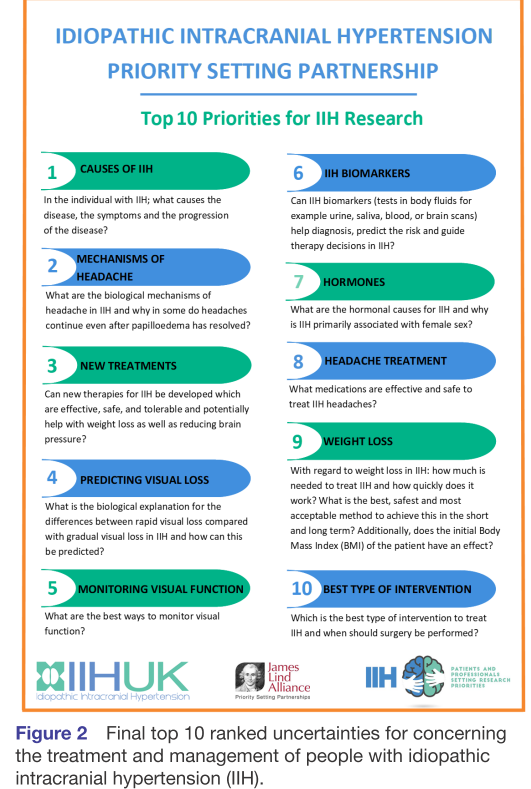 IDIOPATHIC INTRACRANIAL HYPERTENSION
PRIORITY SETTING PARTNERSHIP
Top 10 Priorities for IIH Research
1 CAUSES OF IIH
In the individual with IIH; what causes the
disease, the symptoms and the progression
of the disease?
2 MECHANISMS OF
HEADACHE
What are the biological mechanisms of
headache in IIH and why in some do headaches
continue even after papilloedema has resolved?
3 NEW TREATMENTS
Can new therapies for IIH be developed which
are effective, safe, and tolerable and potentially
help with weight loss as well as reducing brain
pressure?
4 PREDICTING VISUAL LOSS
What is the biological explanation for the
differences between rapid visual loss compared
with gradual visual loss in IIH and how can this
be predicted?
5 MONITORING VISUAL FUNCTION
What are the best ways to monitor visual
function?
6 IIH BIOMARKERS
Can IIH biomarkers (tests in body fluids for
example urine, saliva, blood, or brain scans)
help diagnosis, predict the risk and guide
therapy decisions in IIH?
7 HORMONES
What are the hormonal causes for IIH and why
is IIH primarily associated with female sex?
8 HEADACHE TREATMENT
What medications are effective and safe to
treat IIH headaches?
9 WEIGHT LOSS
With regard to weight loss in IIH: how much is
needed to treat IIH and how quickly does it
work? What is the best, safest and most
acceptable method to achieve this in the short
and long term? Additionally, does the initial Body
Mass Index (BMI) of the patient have an effect?
10 BEST TYPE OF INTERVENTION
Which is the best type of intervention to treat
IIH and when should surgery be performed?
IIHUK
Idiopathic Intracranial Hypertension
James
Lind
Alliance
Priority Setting Partnerships
IIH
PATIENTS AND
PROFESSIONALS
SETTING RESEARCH
PRIORITIES
Figure 2 Final top 10 ranked uncertainties for concerning
the treatment and management of people with idiopathic
intracranial hypertension (IIH).